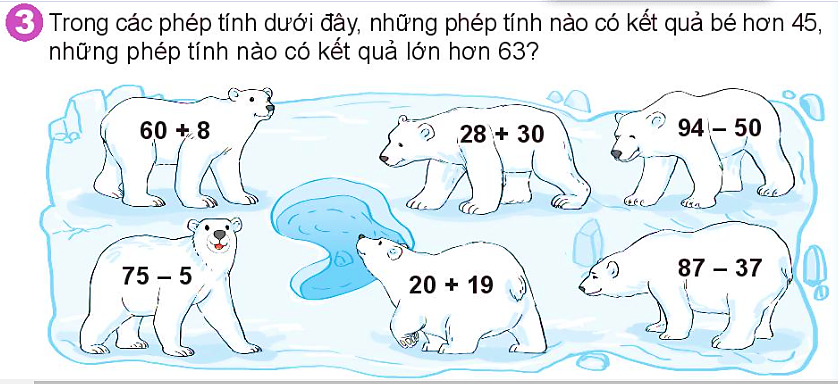 3 Trong các phép tính dưới đây, những phép tính nào có kết quả bé hơn 45,
những phép tính nào có kết quả lớn hơn 63?
60 + 8
28 + 30
94 – 50
75 – 5
20 + 19
87 – 37